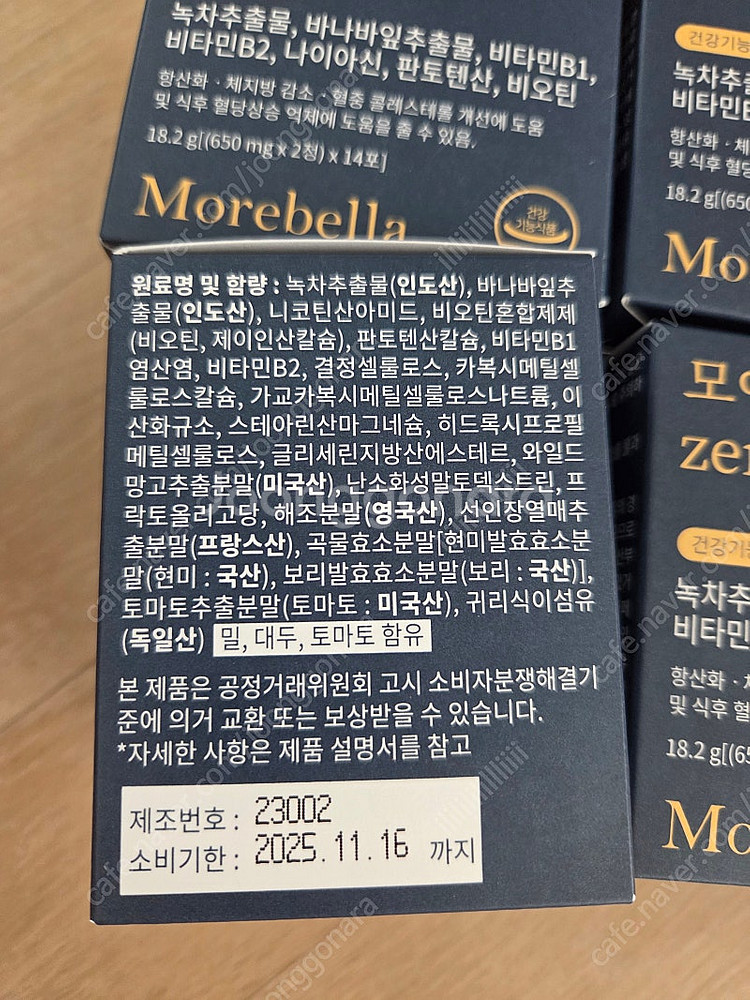 녹차추출물, 바나바잎추출물, 비타민B1,
비타민B2, 나이아신, 판토텐산, 비오틴
항산화 · 체지방 감소 · 혈중 콜레스테롤 개선에 도움
및 식후 혈당상승 억제에 도움을 줄 수 있음.
18.2 g[(650 mg x 2정) x 14포]
Morebella
건강
기능식품
원료명 및 함량 : 녹차추출물(인도산), 바나바잎추
출물(인도산), 니코틴산아미드, 비오틴혼합제제
(비오틴, 제이인산칼슘), 판토텐산칼슘, 비타민B1
염산염, 비타민B2, 결정셀룰로스, 카복시메틸셀
룰로스칼슘, 가교카복시메틸셀룰로스나트륨, 이
산화규소, 스테아린산마그네슘, 히드록시프로필
메틸셀룰로스, 글리세린지방산에스테르, 와일드
망고추출분말(미국산), 난소화성말토덱스트린, 프
락토올리고당, 해조분말(영국산), 선인장열매추
출분말(프랑스산), 곡물효소분말[현미발효효소분
말(현미 : 국산), 보리발효효소분말(보리 : 국산)],
토마토추출분말(토마토 : 미국산), 귀리식이섬유
(독일산) 밀, 대두, 토마토 함유
본 제품은 공정거래위원회 고시 소비자분쟁해결기
준에 의거 교환 또는 보상받을 수 있습니다.
*자세한 사항은 제품 설명서를 참고
제조번호 : 23002
소비기한 : 2025.11.16 까지
건강기능
녹차추출
비타민B
항산화 · 체
및 식후 혈당
18.2 g[(650
Mo
모
zer
건강기능
녹차추
비타민
항산화 ·
및 식후 혈
18.2 g[(65
Mo
cafe.naver.com/joonggonara
joonggonara
cafe.naver